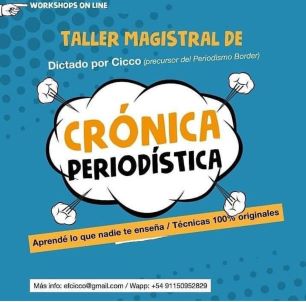 WORKSHOPS ON LINE
TALLER MAGISTRAL DE
Dictado por Cicco (precursor del Periodismo Border)
CRÓNICA
PERIODÍSTICA
Aprendé lo que nadie te enseña / Técnicas 100% originales
Más info: efcicco@gmail.com / Wapp: +54 91150952829